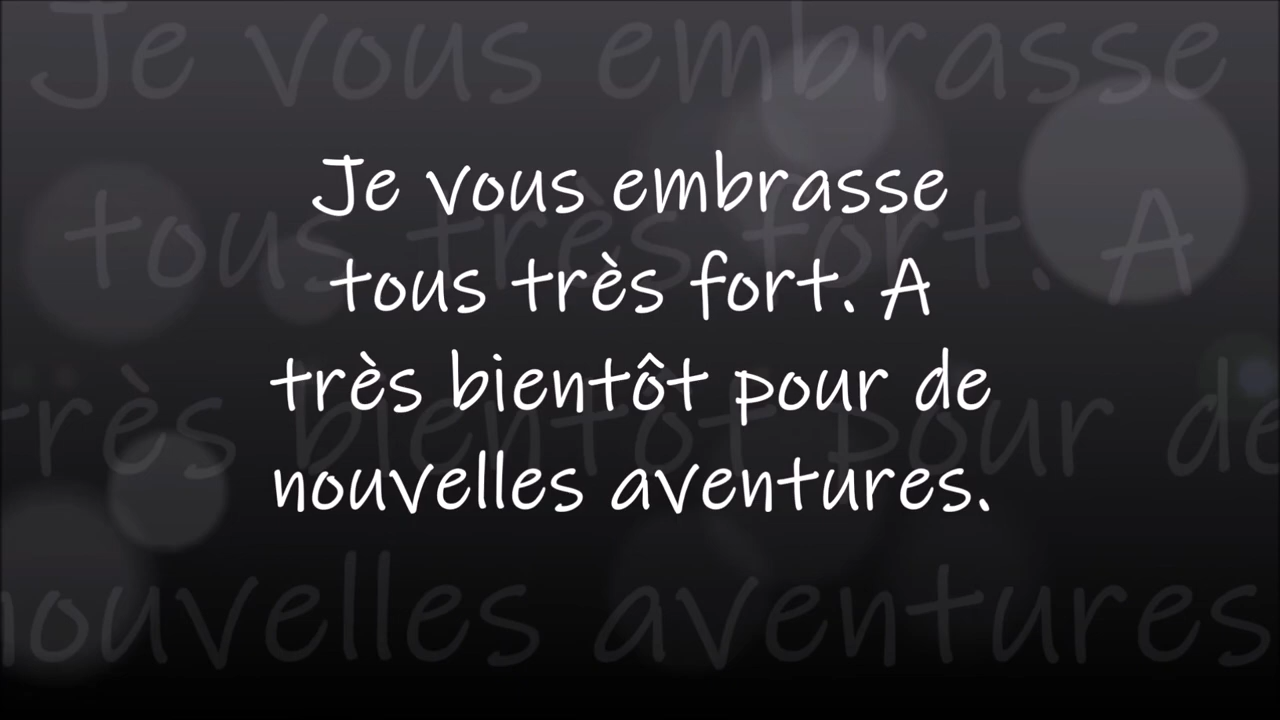 Je vous embrasse
tous très fort. A
très bientôt pour de
nouvelles aventures.